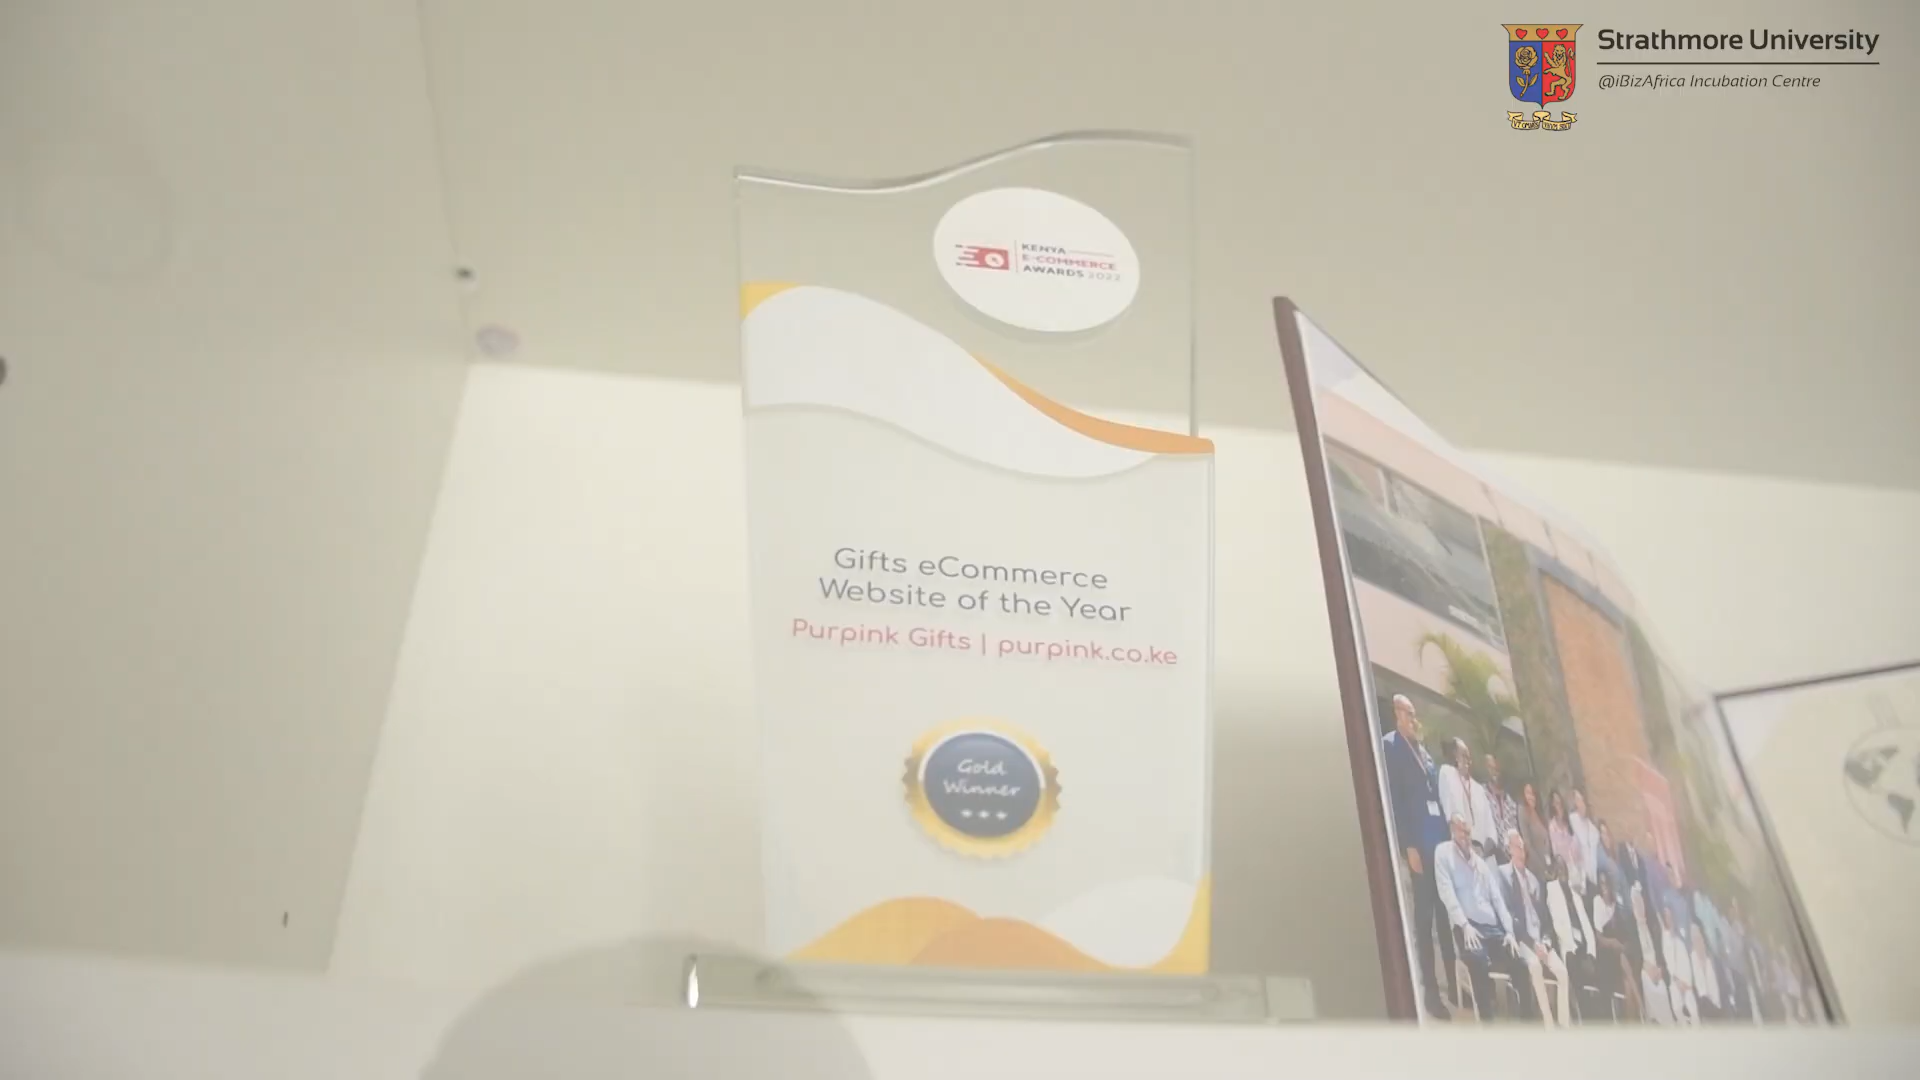 Strathmore University
@iBizAfrica Incubation Centre
KENYA
E-COMMERCE
AWARDS 2022
Gifts eCommerce
Website of the Year
Purpink Gifts | purpink.co.ke
Gold
Winner